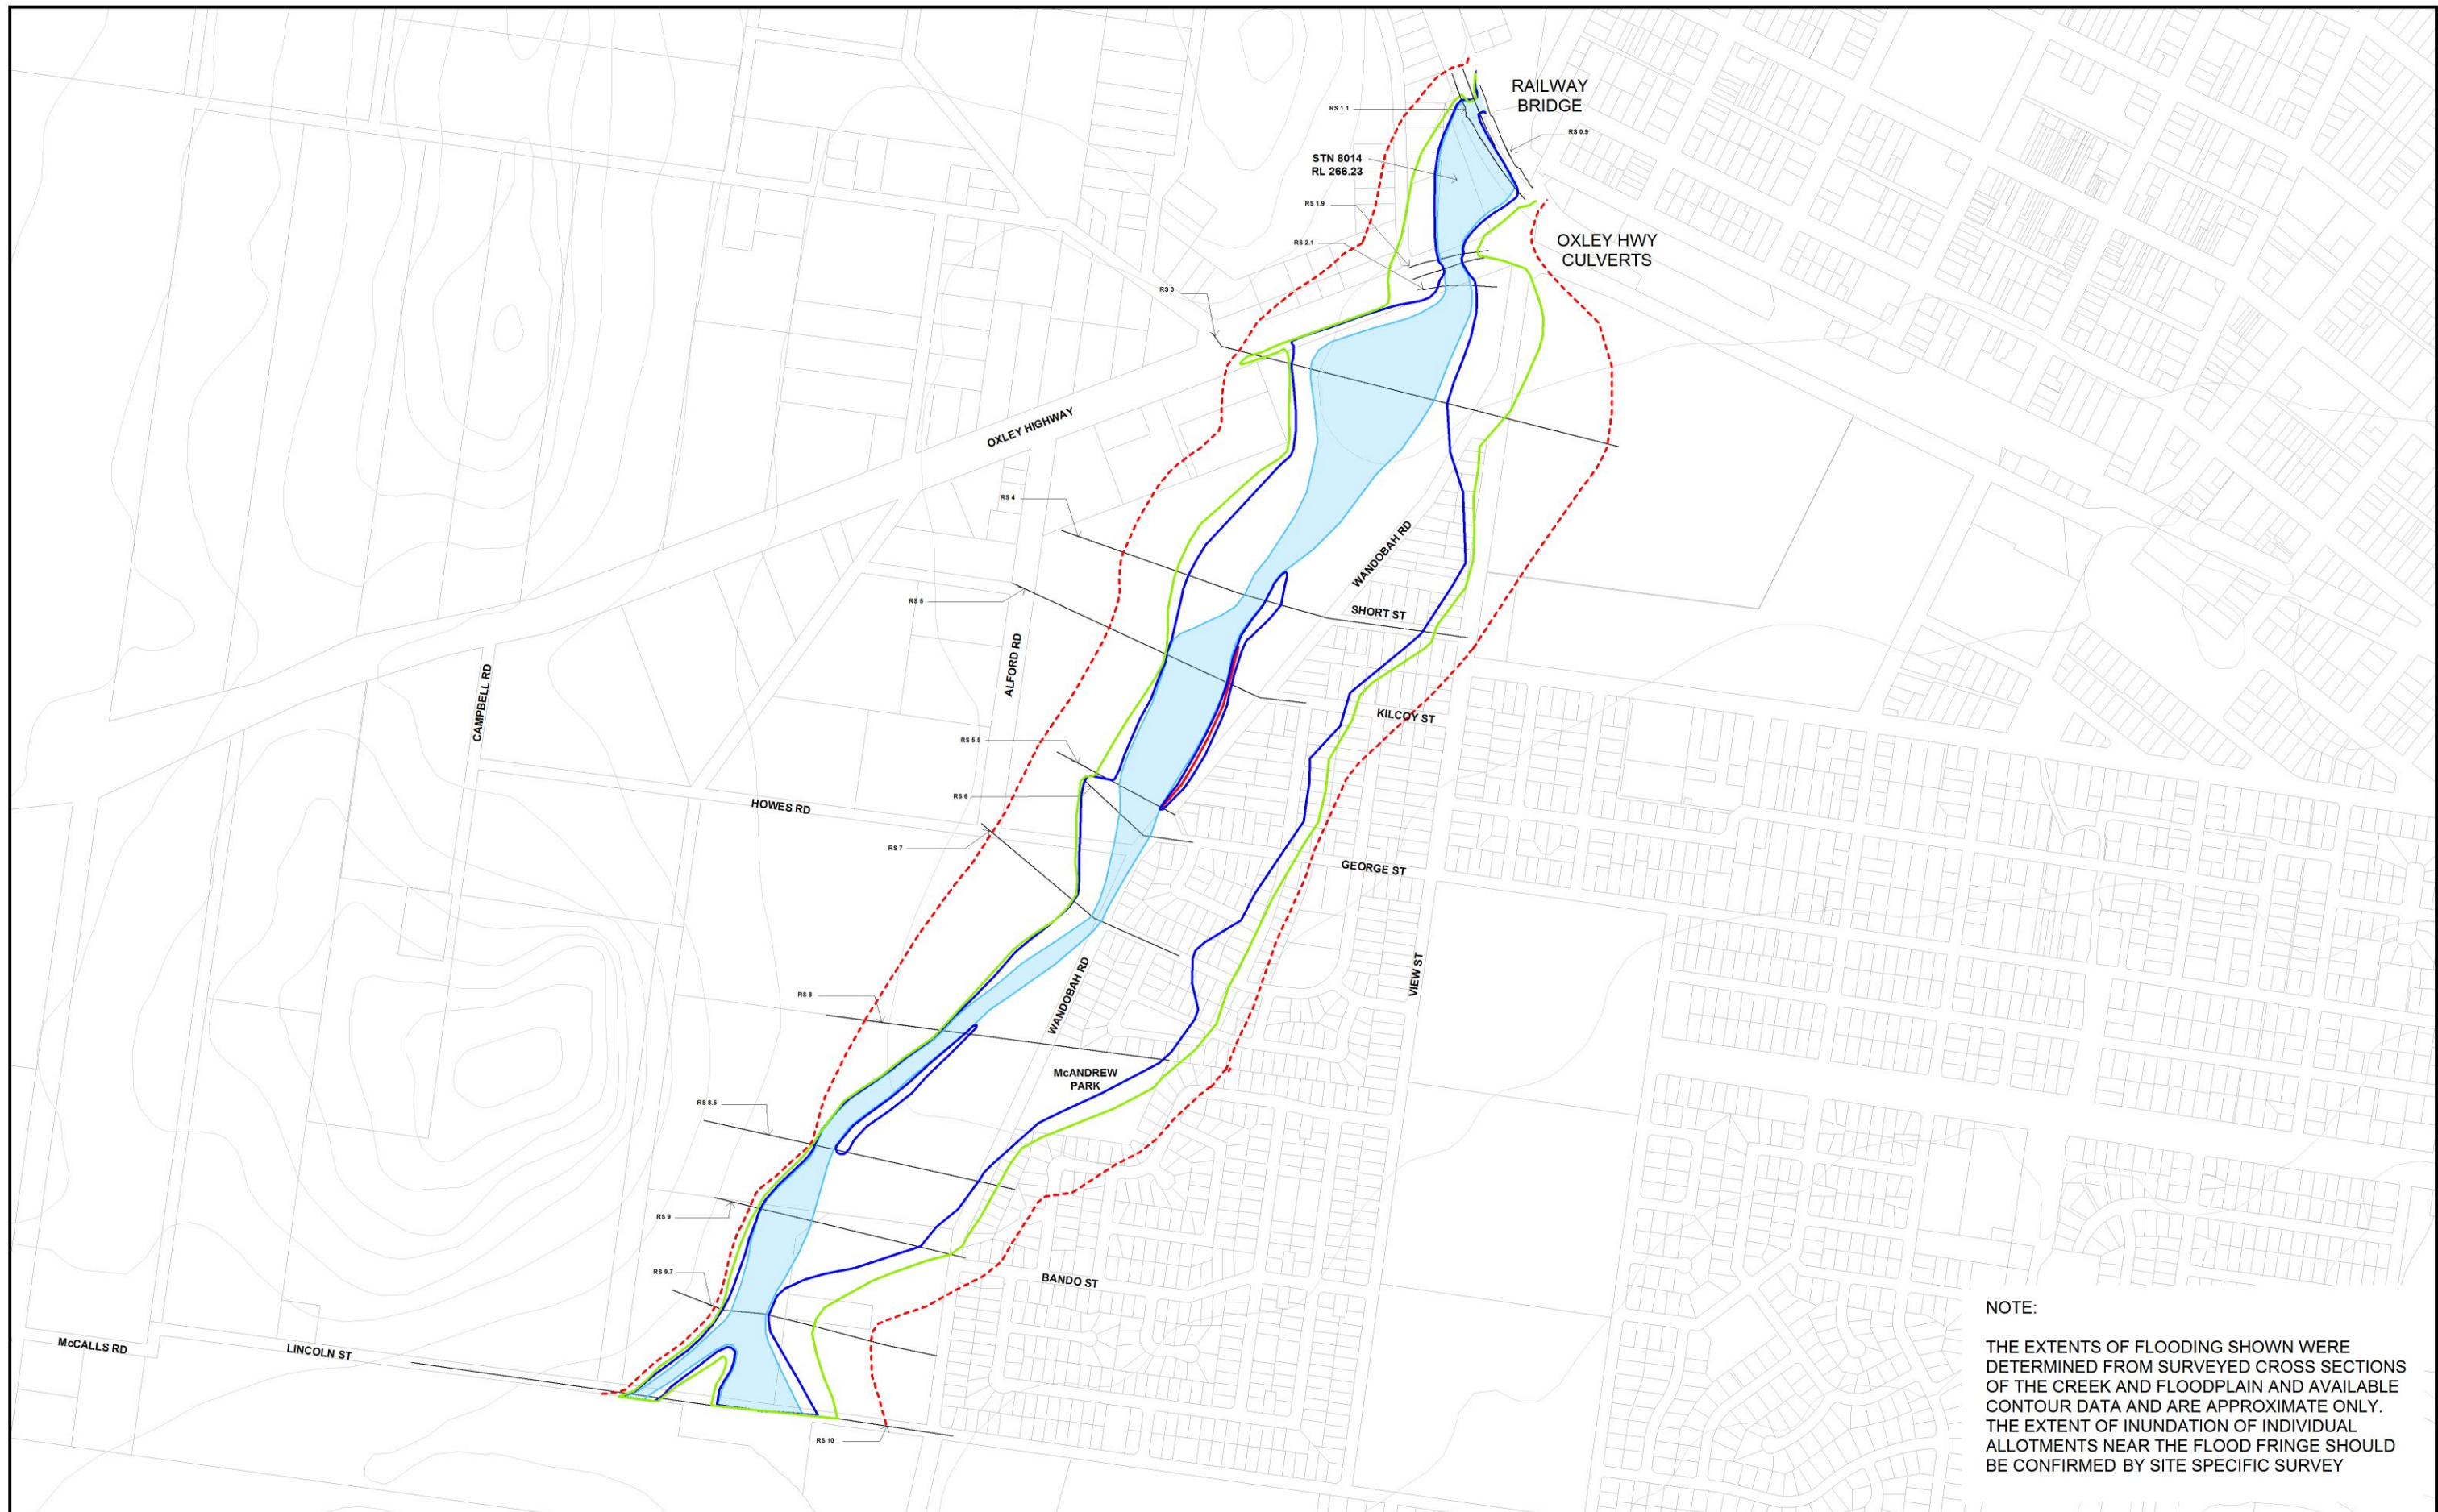 RAILWAY
BRIDGE
RS 1.1
RS 0.9
STN 8014
RL 266.23
RS 1.9
RS 2.1
OXLEY HWY
CULVERTS
RS 3
OXLEY HIGHWAY
RS 4
WANDOBAH RD
RS 5
SHORT ST
ALFORD RD
CAMPBELL RD
KILCOY ST
RS 5.5
RS 6
HOWES RD
RS 7
GEORGE ST
VIEW ST
WANDOBAH RD
RS 8
McANDREW
PARK
RS 8.5
RS 9
RS 9.7
BANDO ST
McCALLS RD
LINCOLN ST
RS 10
NOTE:
THE EXTENTS OF FLOODING SHOWN WERE
DETERMINED FROM SURVEYED CROSS SECTIONS
OF THE CREEK AND FLOODPLAIN AND AVAILABLE
CONTOUR DATA AND ARE APPROXIMATE ONLY.
THE EXTENT OF INUNDATION OF INDIVIDUAL
ALLOTMENTS NEAR THE FLOOD FRINGE SHOULD
BE CONFIRMED BY SITE SPECIFIC SURVEY